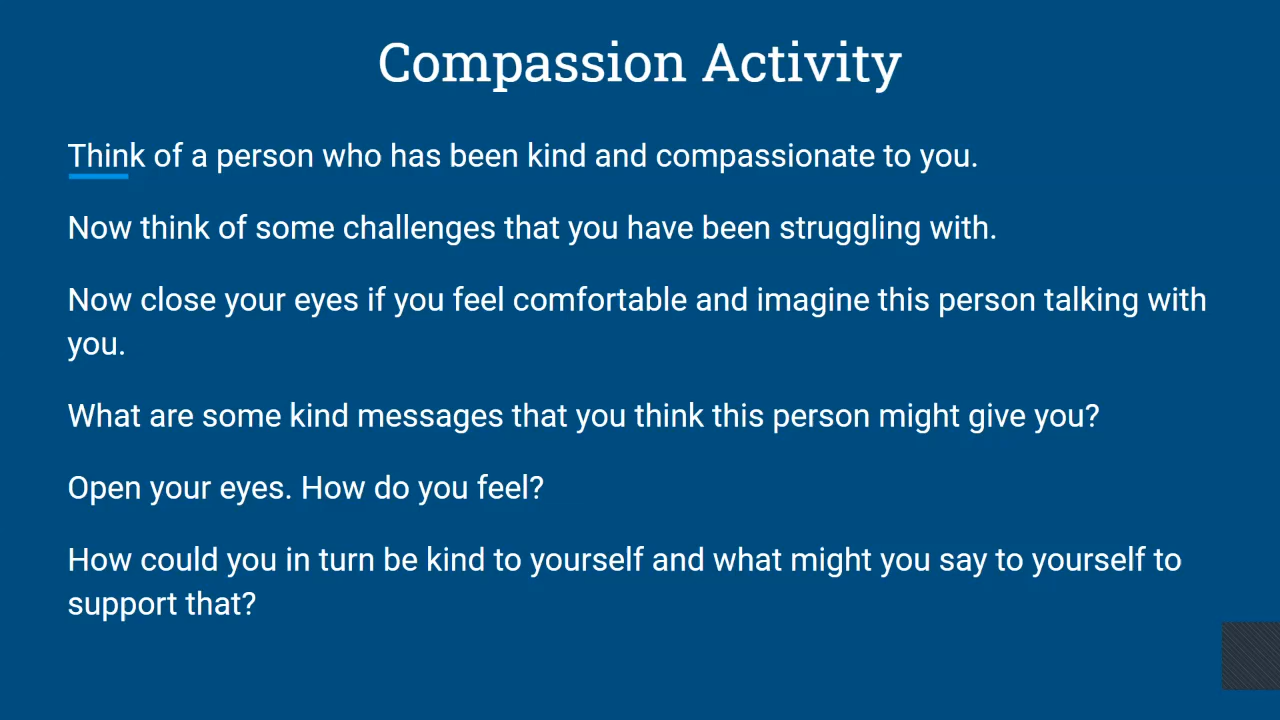 Compassion Activity
Think of a person who has been kind and compassionate to you.
Now think of some challenges that you have been struggling with.
Now close your eyes if you feel comfortable and imagine this person talking with
you.
What are some kind messages that you think this person might give you?
Open your eyes. How do you feel?
How could you in turn be kind to yourself and what might you say to yourself to
support that?